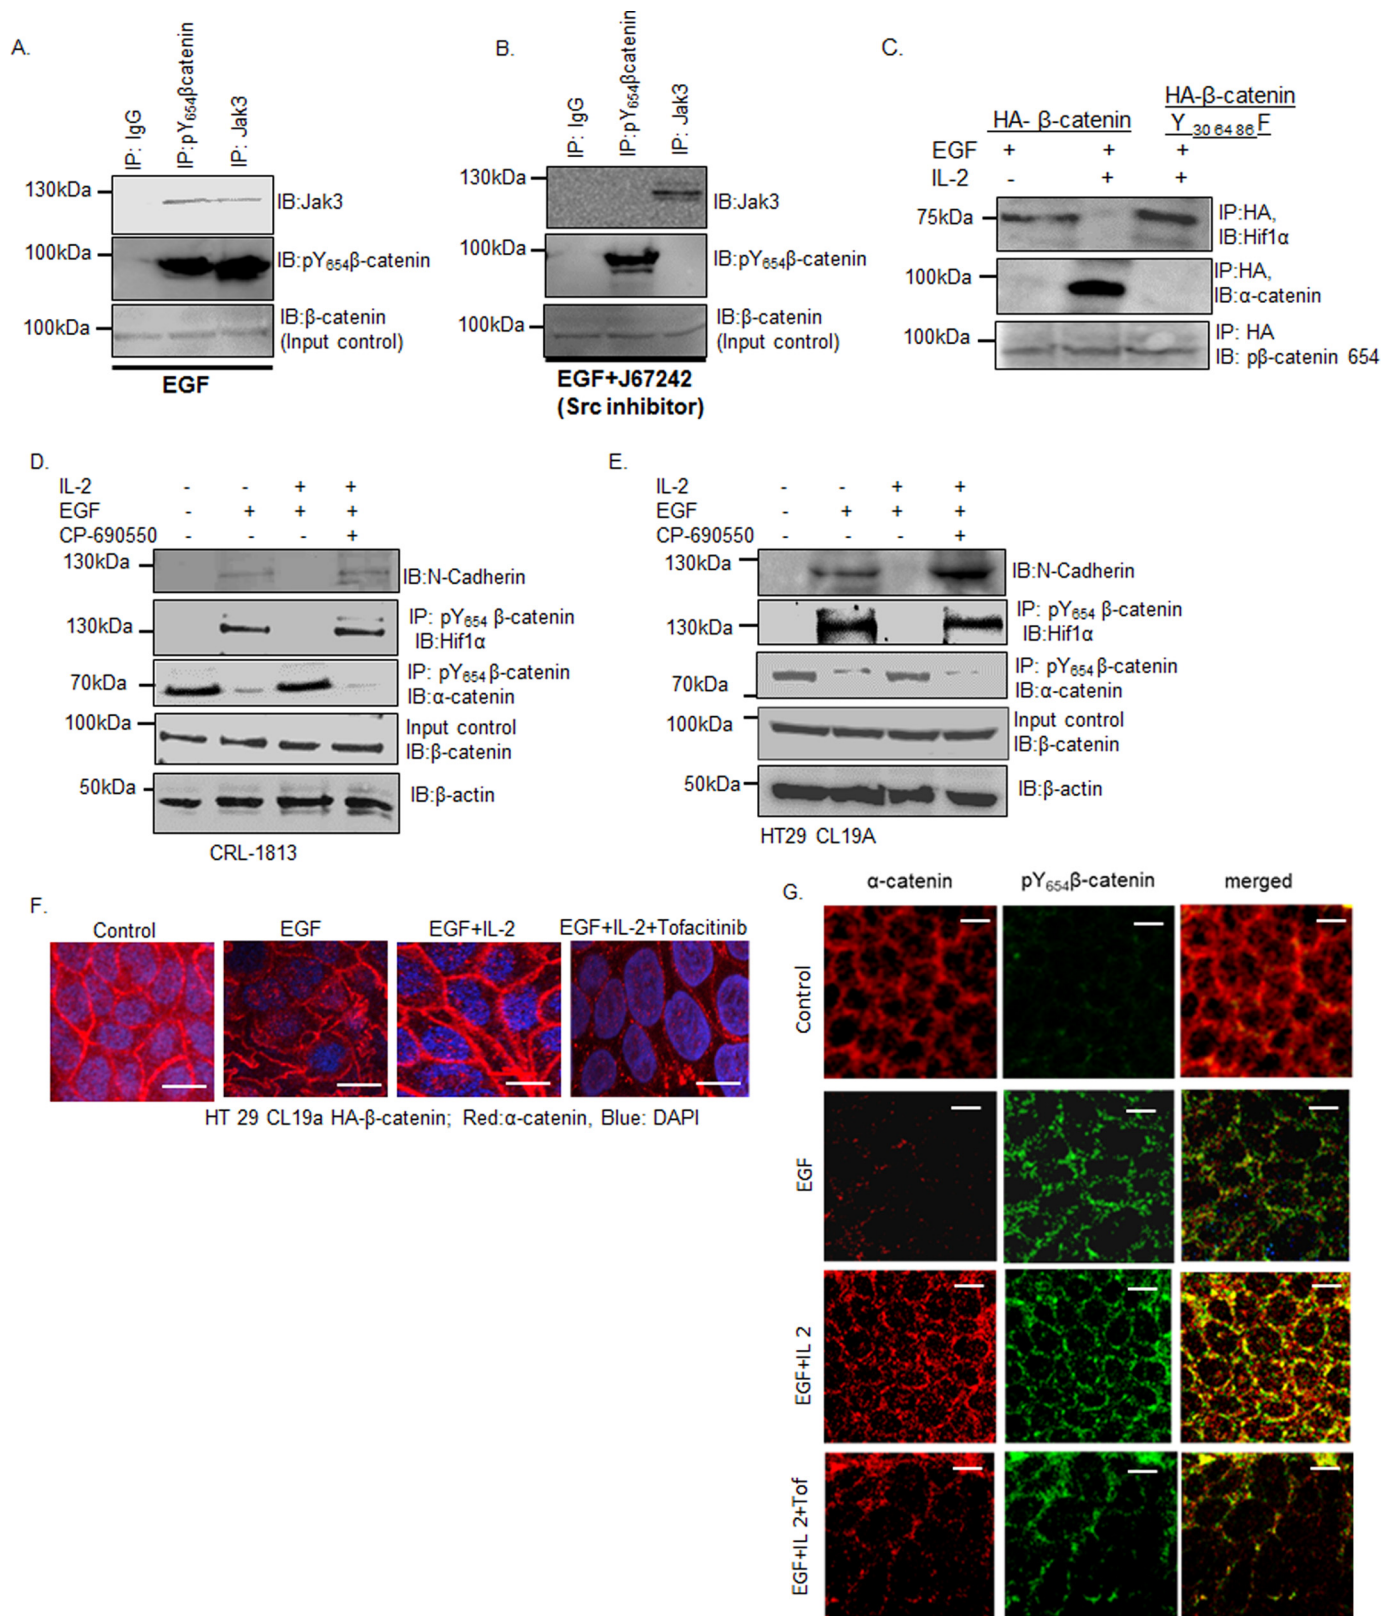 A.
IP: IgG
IP:pY654βcatenin
IP: Jak3
130kDa
IB:Jak3
100kDa
IB:pY654β-catenin
100kDa
IB:β-catenin
(Input control)
EGF
B.
IP: IgG
IP:pY654βcatenin
IP: Jak3
130kDa
IB:Jak3
100kDa
IB:pY654β-catenin
100kDa
IB:β-catenin
(Input control)
EGF+J67242
(Src inhibitor)
C.
HA- β-catenin
HA-β-catenin
Y 30 64 86 F
EGF + + +
IL-2 - + +
75kDa
IP:HA,
IB:Hif1α
100kDa
IP:HA,
IB:α-catenin
100kDa
IP: HA
IB: pβ-catenin 654
D.
IL-2 - - + +
EGF - + + +
CP-690550 - - - +
130kDa
IB:N-Cadherin
130kDa
IP: pY654 β-catenin
IB:Hif1α
70kDa
IP: pY654 β-catenin
IB:α-catenin
100kDa
Input control
IB:β-catenin
50kDa
IB:β-actin
CRL-1813
E.
IL-2 - - + +
EGF - + + +
CP-690550 - - - +
130kDa
IB:N-Cadherin
130kDa
IP: pY654 β-catenin
IB:Hif1α
70kDa
IP: pY654 β-catenin
IB:α-catenin
100kDa
Input control
IB:β-catenin
50kDa
IB:β-actin
HT29 CL19A
F.
Control
EGF
EGF+IL-2
EGF+IL-2+Tofacitinib
HT 29 CL19a HA-β-catenin; Red:α-catenin, Blue: DAPI
G.
α-catenin
pY654β-catenin
merged
Control
EGF
EGF+IL 2
EGF+IL 2+Tof